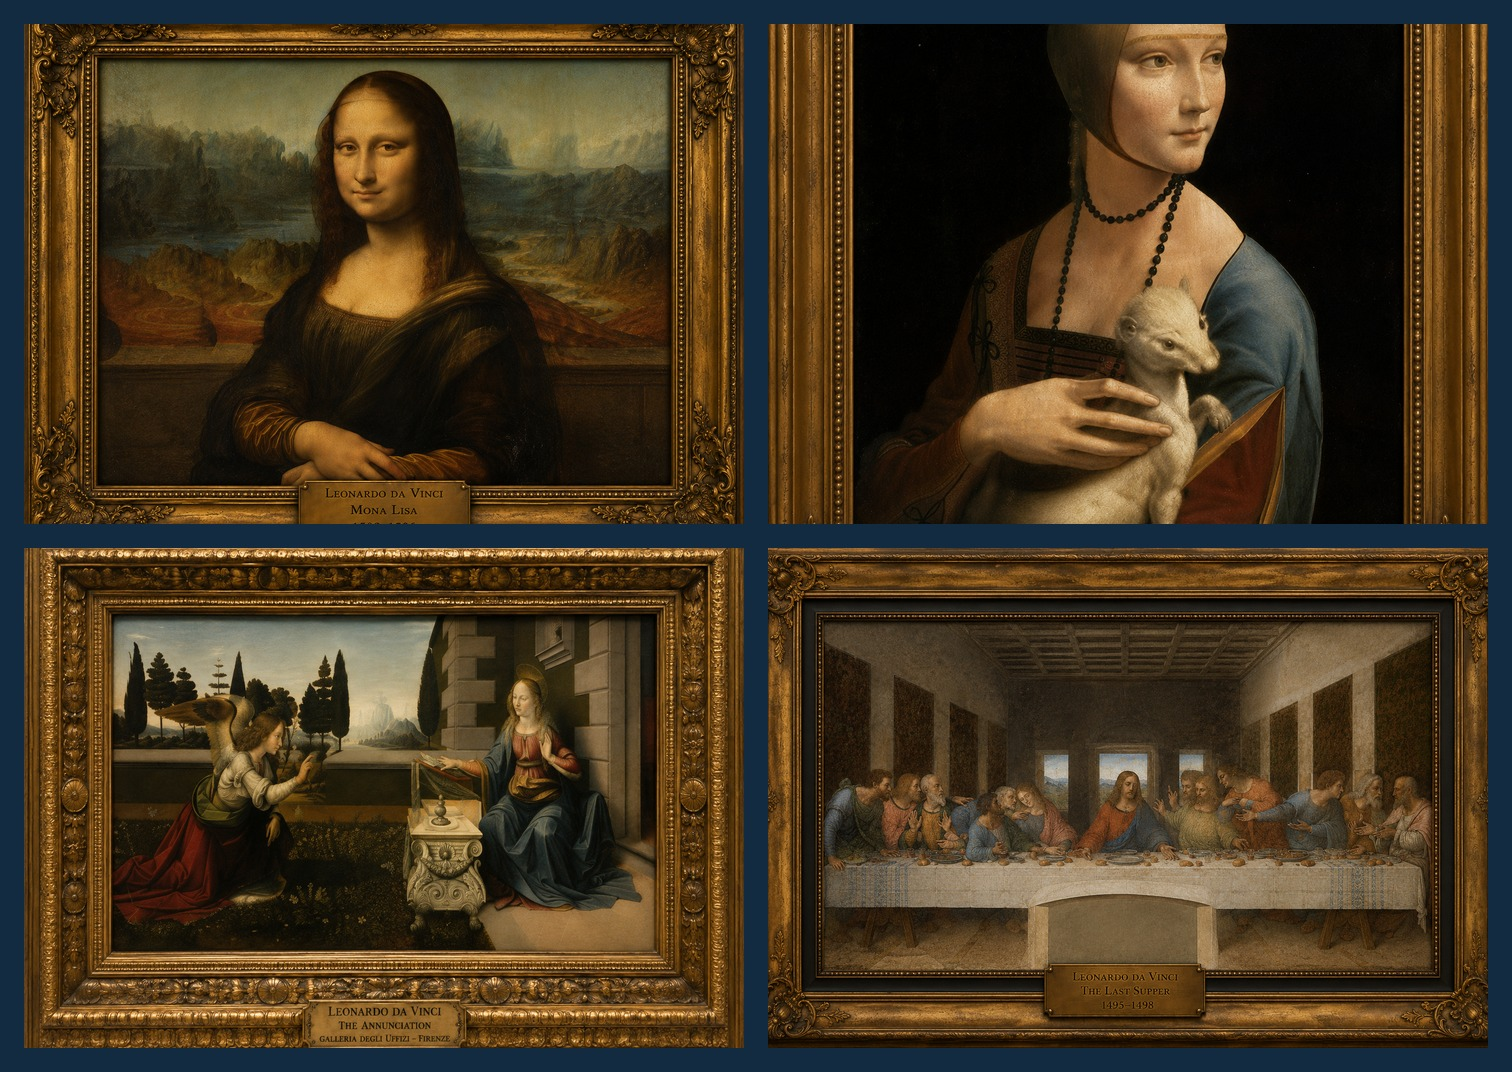 LEONARDO DA VINCI
MONA LISA
LEONARDO DA VINCI
THE ANNUNCIATION
GALLERIA DEGLI UFFIZI - FIRENZE
LEONARDO DA VINCI
THE LAST SUPPER
1495–1498